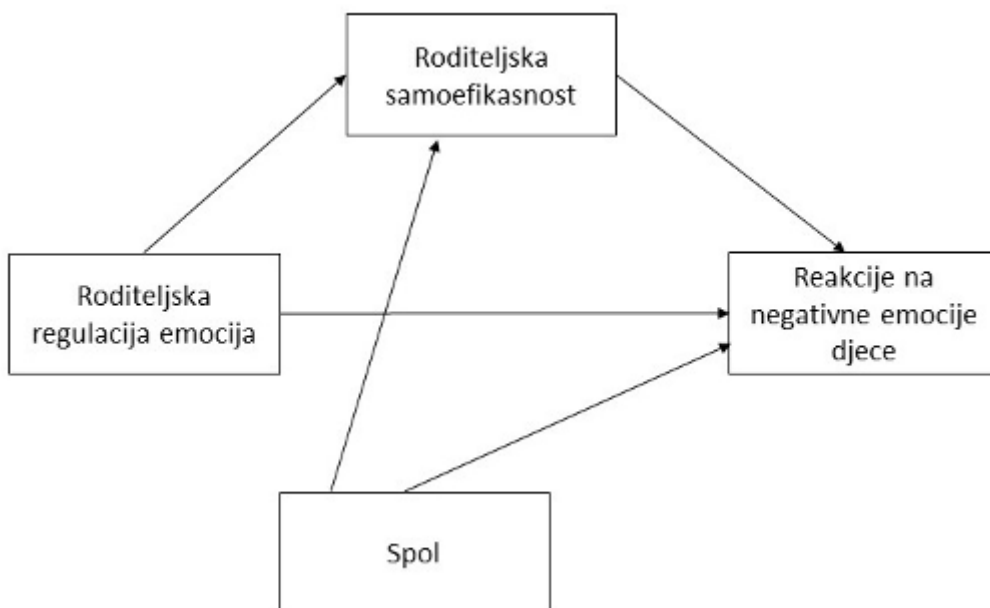 Roditeljska
samoefikasnost
Roditeljska
regulacija emocija
Reakcije na
negativne emocije
djece
Spol